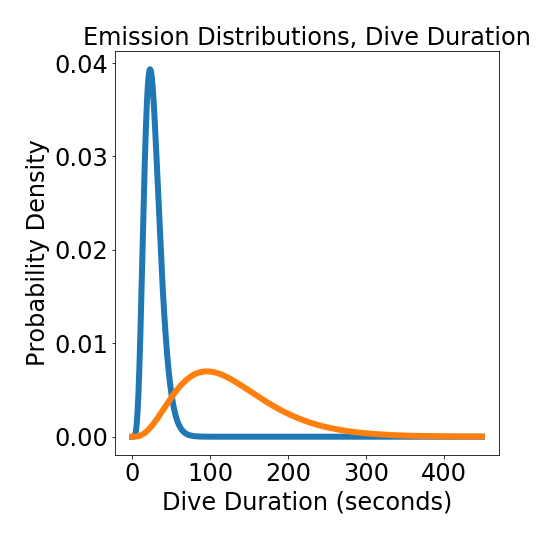 Emission Distributions, Dive Duration
0.04
0.03
0.02
0.01
0.00
Probability Density
0 100 200 300 400
Dive Duration (seconds)